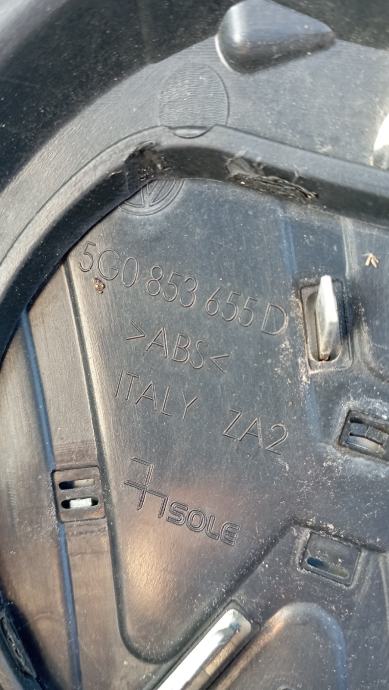 5G0 853 655 D
>ABS<
ITALY ZA2
SOLE